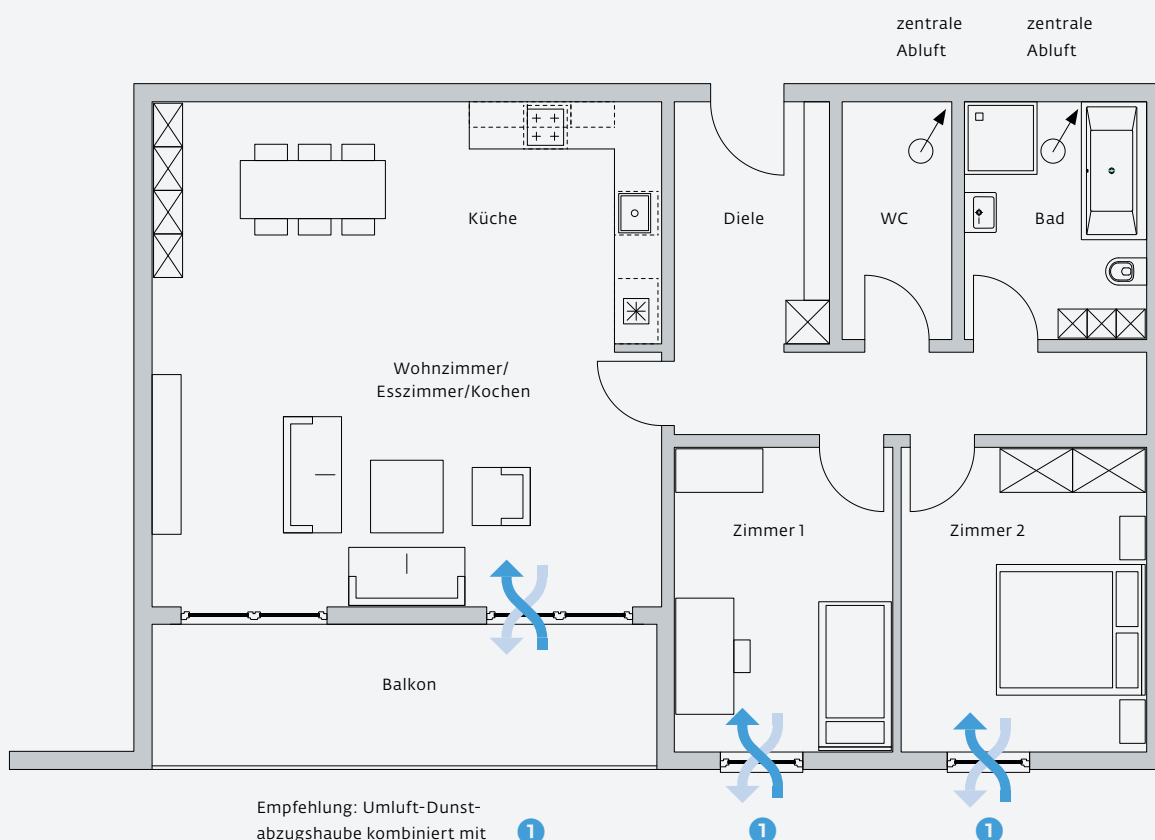 zentrale
Abluft
zentrale
Abluft
Küche
Diele
WC
Bad
Wohnzimmer/
Esszimmer/Kochen
Zimmer 1
Zimmer 2
Balkon
Empfehlung: Umluft-Dunst-
abzugshaube kombiniert mit
1
1
1